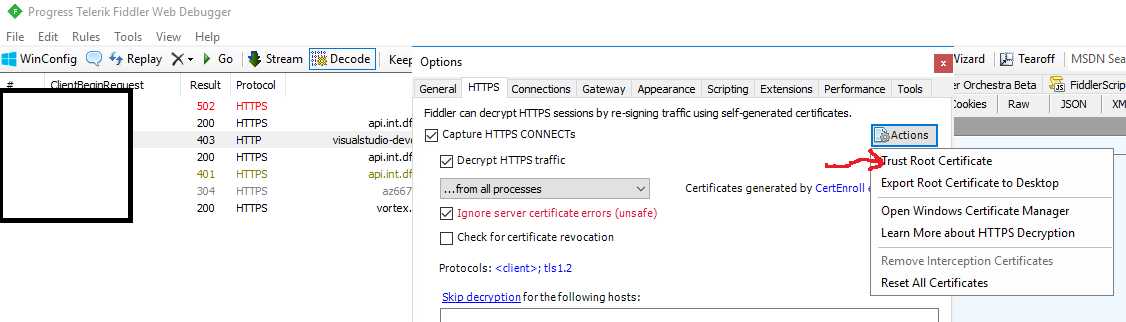 Progress Telerik Fiddler Web Debugger
File Edit Rules Tools View Help
WinConfig Replay Go Stream Decode Keep
Wizard Tearoff MSDN Sea
# ClientBeginRequest Result Protocol
502 HTTPS
200 HTTPS api.int.df
403 HTTP visualstudio-deve
200 HTTPS api.int.df
401 HTTPS api.int.df
304 HTTPS az667
200 HTTPS vortex.
Options
General HTTPS Connections Gateway Appearance Scripting Extensions Performance Tools
Fiddler can decrypt HTTPS sessions by re-signing traffic using self-generated certificates.
Capture HTTPS CONNECTs
Actions
Decrypt HTTPS traffic
...from all processes
Certificates generated by CertEnroll e
Ignore server certificate errors (unsafe)
Check for certificate revocation
Protocols: <client>; tls1.2
Skip decryption for the following hosts:
Trust Root Certificate
Export Root Certificate to Desktop
Open Windows Certificate Manager
Learn More about HTTPS Decryption
Remove Interception Certificates
Reset All Certificates
er Orchestra Beta FiddlerScrip
Cookies Raw JSON XM